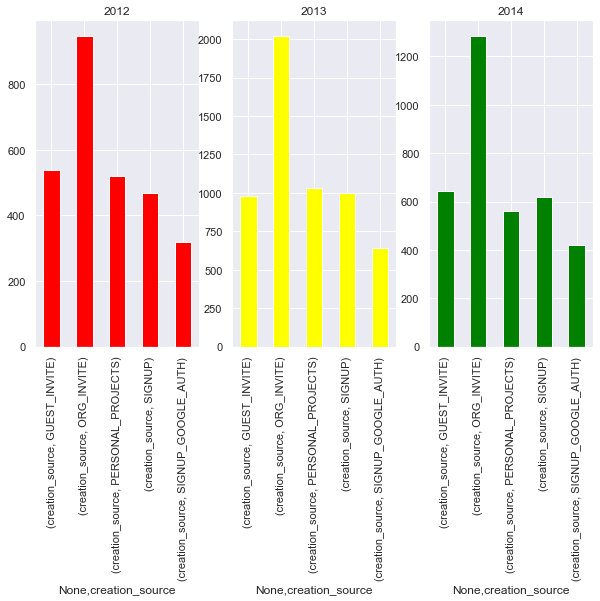 2012
800
600
400
200
0
(creation_source, GUEST_INVITE)
(creation_source, ORG_INVITE)
(creation_source, PERSONAL_PROJECTS)
(creation_source, SIGNUP)
(creation_source, SIGNUP_GOOGLE_AUTH)
None,creation_source
2013
2000
1750
1500
1250
1000
750
500
250
0
(creation_source, GUEST_INVITE)
(creation_source, ORG_INVITE)
(creation_source, PERSONAL_PROJECTS)
(creation_source, SIGNUP)
(creation_source, SIGNUP_GOOGLE_AUTH)
None,creation_source
2014
1200
1000
800
600
400
200
0
(creation_source, GUEST_INVITE)
(creation_source, ORG_INVITE)
(creation_source, PERSONAL_PROJECTS)
(creation_source, SIGNUP)
(creation_source, SIGNUP_GOOGLE_AUTH)
None,creation_source